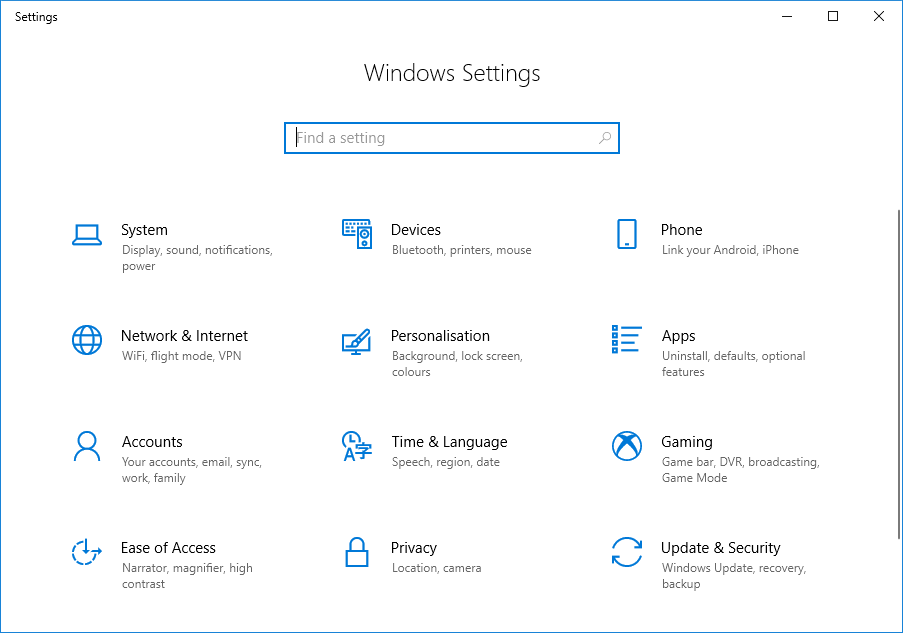 Settings
Windows Settings
Find a setting
System
Display, sound, notifications,
power
Devices
Bluetooth, printers, mouse
Phone
Link your Android, iPhone
Network & Internet
WiFi, flight mode, VPN
Personalisation
Background, lock screen,
colours
Apps
Uninstall, defaults, optional
features
Accounts
Your accounts, email, sync,
work, family
Time & Language
Speech, region, date
Gaming
Game bar, DVR, broadcasting,
Game Mode
Ease of Access
Narrator, magnifier, high
contrast
Privacy
Location, camera
Update & Security
Windows Update, recovery,
backup